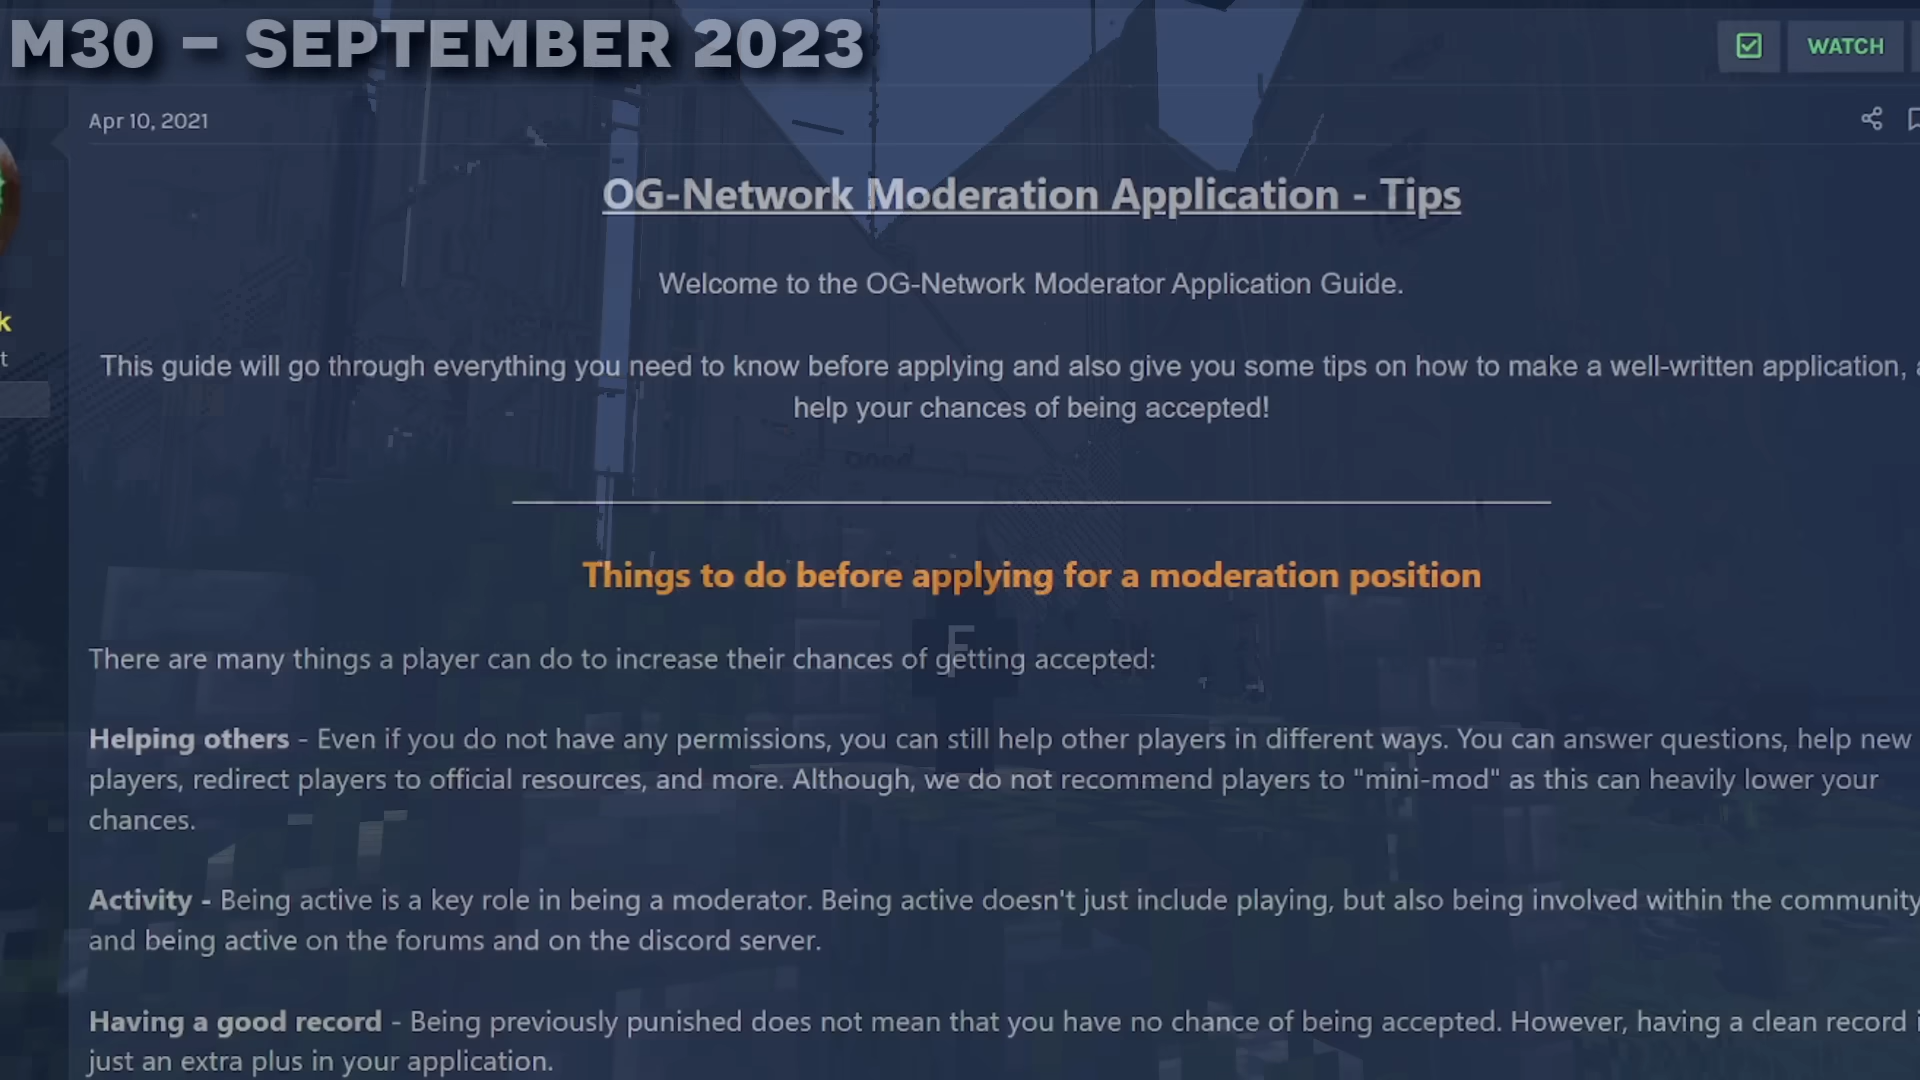 M30 – SEPTEMBER 2023
WATCH
Apr 10, 2021
OG-Network Moderation Application - Tips
Welcome to the OG-Network Moderator Application Guide.
This guide will go through everything you need to know before applying and also give you some tips on how to make a well-written application,
help your chances of being accepted!
Things to do before applying for a moderation position
F
There are many things a player can do to increase their chances of getting accepted:
Helping others - Even if you do not have any permissions, you can still help other players in different ways. You can answer questions, help new
players, redirect players to official resources, and more. Although, we do not recommend players to "mini-mod" as this can heavily lower your
chances.
Activity - Being active is a key role in being a moderator. Being active doesn't just include playing, but also being involved within the community
and being active on the forums and on the discord server.
Having a good record - Being previously punished does not mean that you have no chance of being accepted. However, having a clean record
just an extra plus in your application.